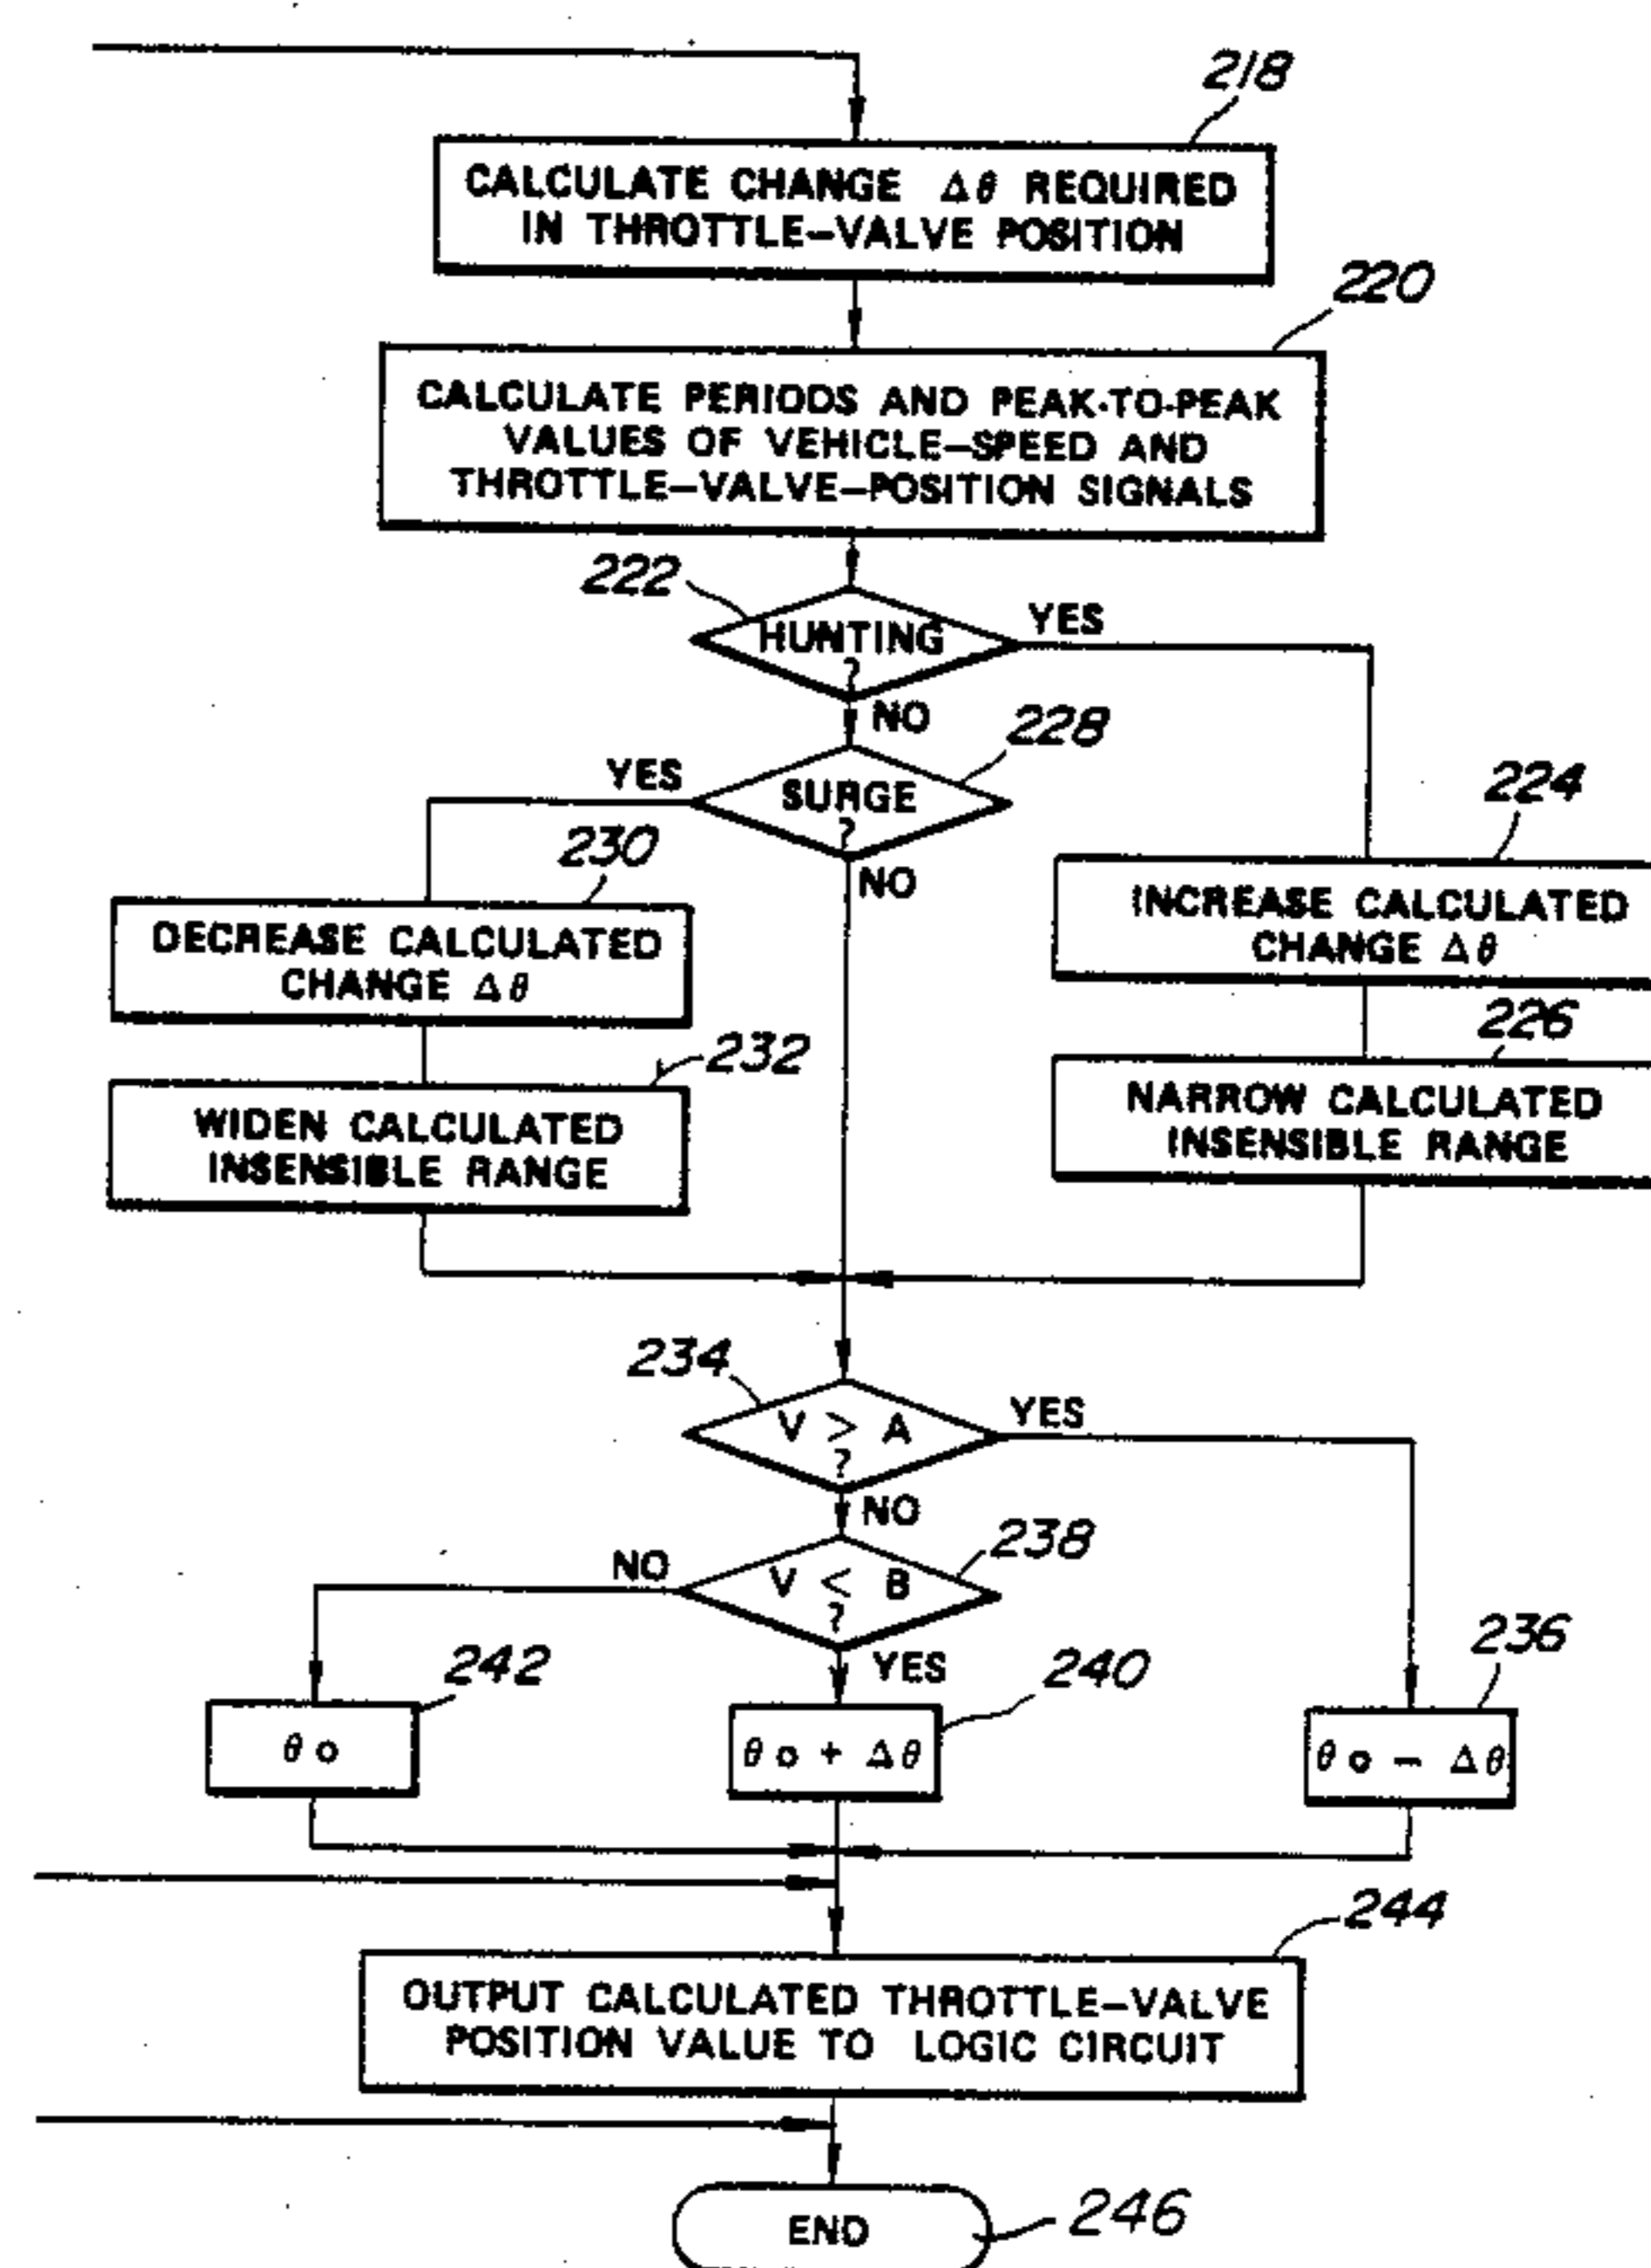 218
CALCULATE CHANGE Δθ REQUIRED
IN THROTTLE-VALVE POSITION
220
CALCULATE PERIODS AND PEAK-TO-PEAK
VALUES OF VEHICLE-SPEED AND
THROTTLE-VALVE-POSITION SIGNALS
222
HUNTING
?
YES
NO
228
SURGE
?
YES
NO
224
INCREASE CALCULATED
CHANGE Δθ
230
DECREASE CALCULATED
CHANGE Δθ
226
NARROW CALCULATED
INSENSIBLE RANGE
232
WIDEN CALCULATED
INSENSIBLE RANGE
234
V > A
?
YES
NO
238
V < B
?
NO
YES
242
θo
240
θo + Δθ
236
θo - Δθ
244
OUTPUT CALCULATED THROTTLE-VALVE
POSITION VALUE TO LOGIC CIRCUIT
END
246